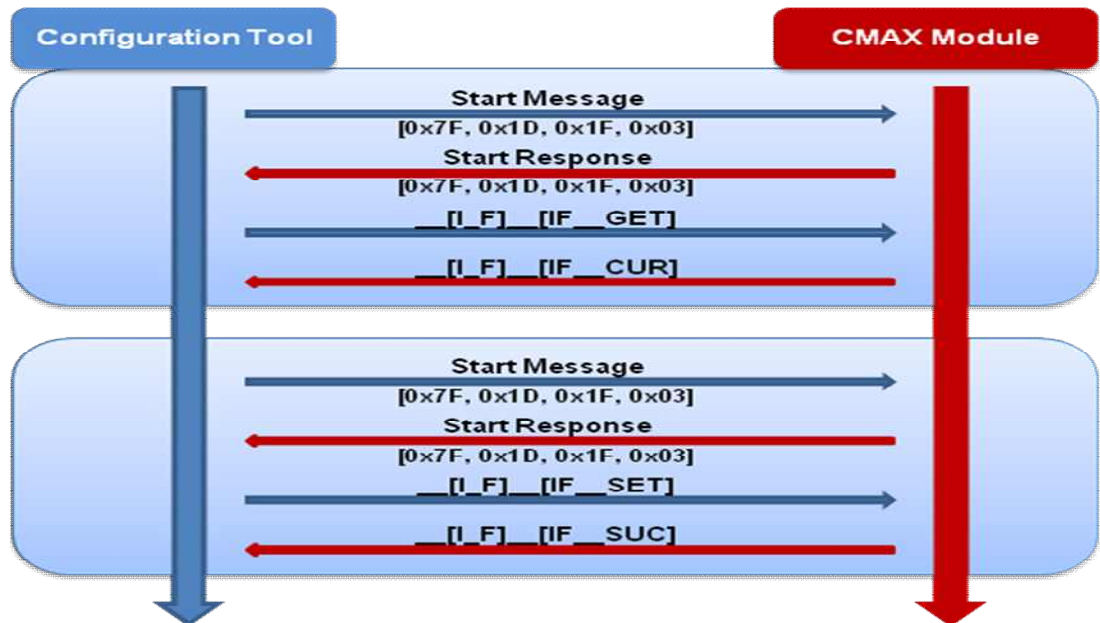 Configuration Tool
CMAX Module
Start Message
[0x7F, 0x1D, 0x1F, 0x03]
Start Response
[0x7F, 0x1D, 0x1F, 0x03]
__[I_F]__[IF__GET]
__[I_F]__[IF__CUR]
Start Message
[0x7F, 0x1D, 0x1F, 0x03]
Start Response
[0x7F, 0x1D, 0x1F, 0x03]
__[I_F]__[IF__SET]
__[I_F]__[IF__SUC]